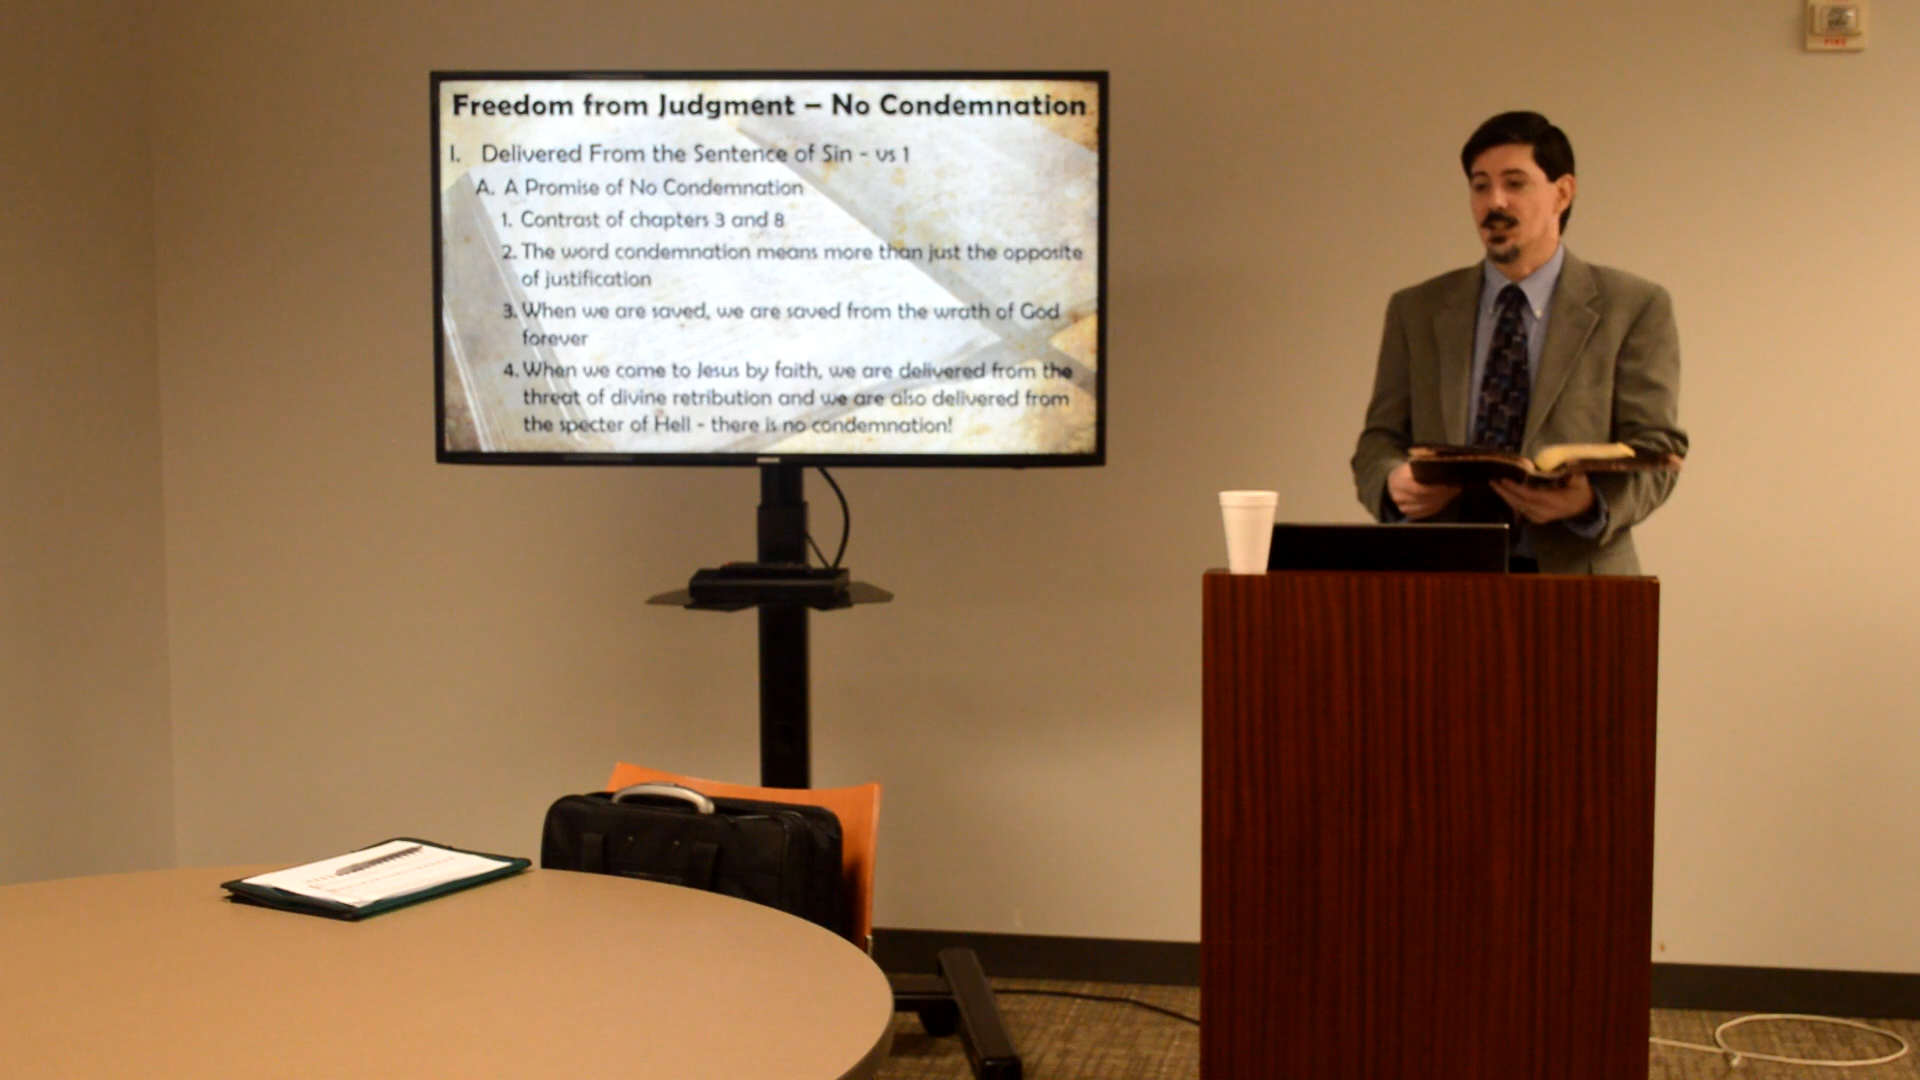 Freedom from Judgment – No Condemnation
I. Delivered From the Sentence of Sin - vs 1
A. A Promise of No Condemnation
1. Contrast of chapters 3 and 8
2. The word condemnation means more than just the opposite
of justification
3. When we are saved, we are saved from the wrath of God
forever
4. When we come to Jesus by faith, we are delivered from the
threat of divine retribution and we are also delivered from
the specter of Hell - there is no condemnation!
FIRE